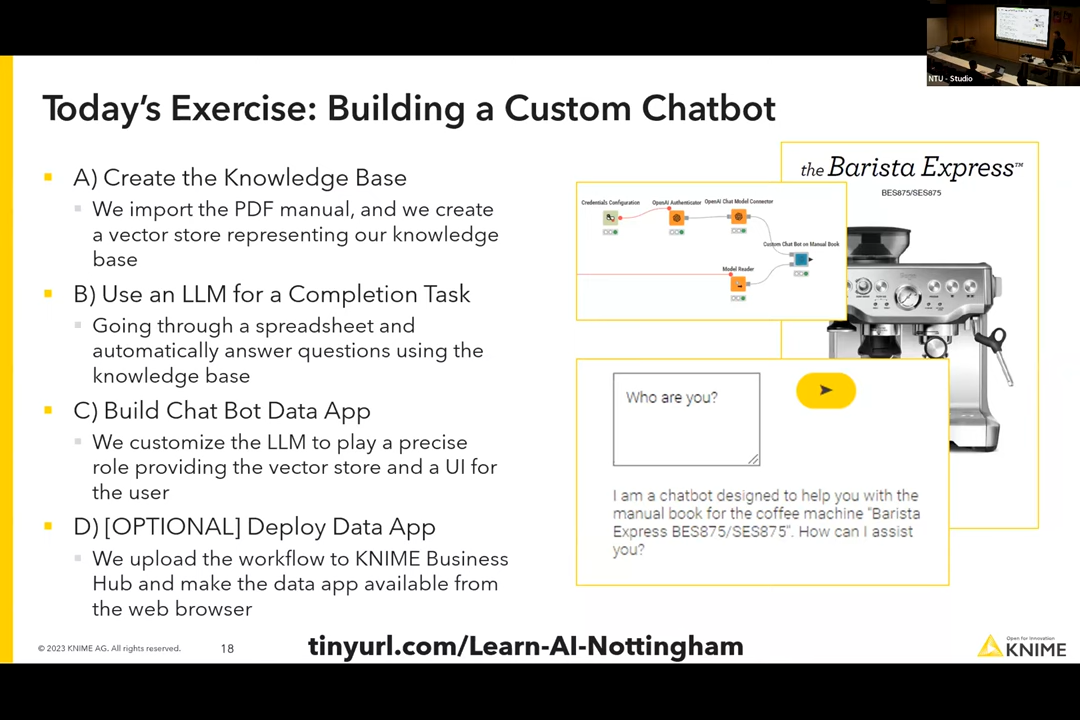 NTU - Studio
Today's Exercise: Building a Custom Chatbot
A) Create the Knowledge Base
We import the PDF manual, and we create
a vector store representing our knowledge
base
B) Use an LLM for a Completion Task
Going through a spreadsheet and
automatically answer questions using the
knowledge base
C) Build Chat Bot Data App
We customize the LLM to play a precise
role providing the vector store and a UI for
the user
D) [OPTIONAL] Deploy Data App
We upload the workflow to KNIME Business
Hub and make the data app available from
the web browser
the Barista Express™
BES875/SES875
Credentials Configuration
OpenAI Authenticator
OpenAI Chat Model Connector
Custom Chat Bot on Manual Book
Model Reader
Who are you?
I am a chatbot designed to help you with the
manual book for the coffee machine "Barista
Express BES875/SES875". How can I assist
you?
© 2023 KNIME AG. All rights reserved.
18
tinyurl.com/Learn-AI-Nottingham
Open for Innovation
KNIME